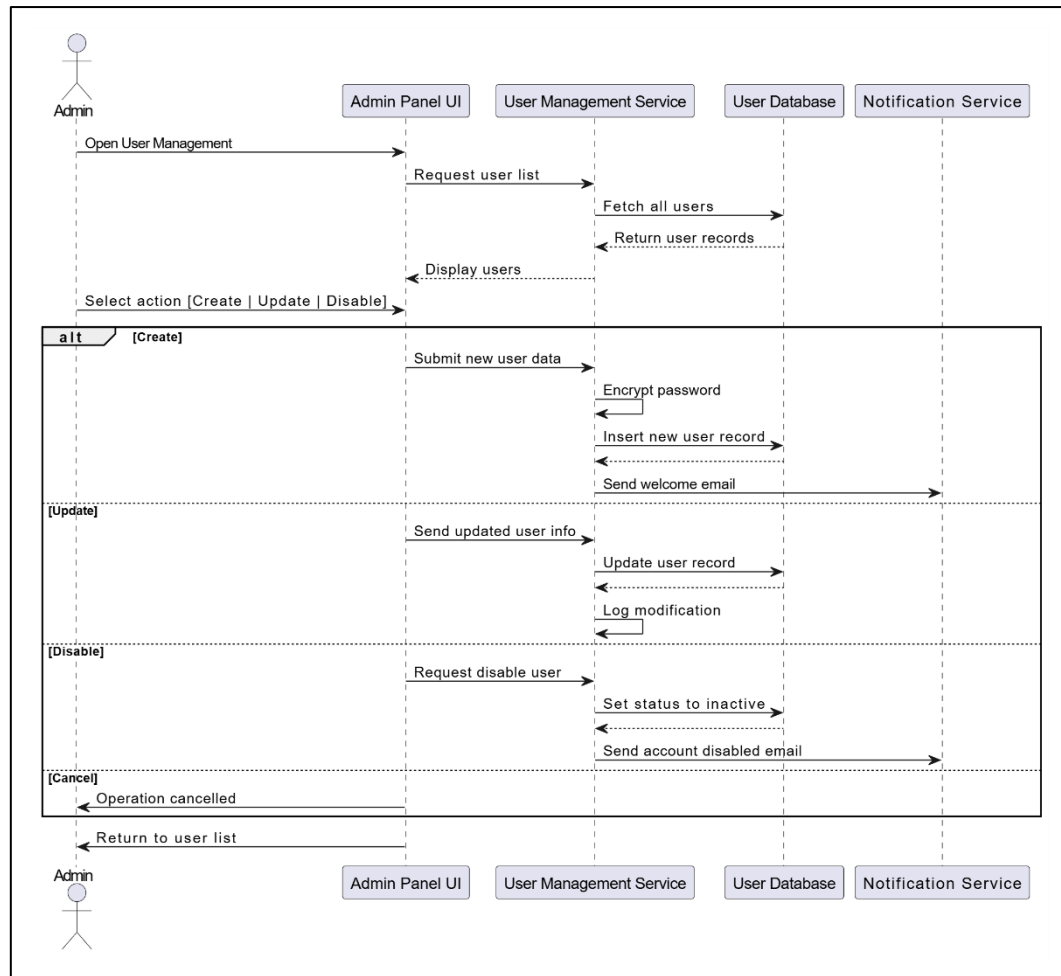 Admin
Admin Panel UI
User Management Service
User Database
Notification Service
Open User Management
Request user list
Fetch all users
Return user records
Display users
Select action [Create | Update | Disable]
alt
[Create]
Submit new user data
Encrypt password
Insert new user record
Send welcome email
[Update]
Send updated user info
Update user record
Log modification
[Disable]
Request disable user
Set status to inactive
Send account disabled email
[Cancel]
Operation cancelled
Return to user list
Admin
Admin Panel UI
User Management Service
User Database
Notification Service